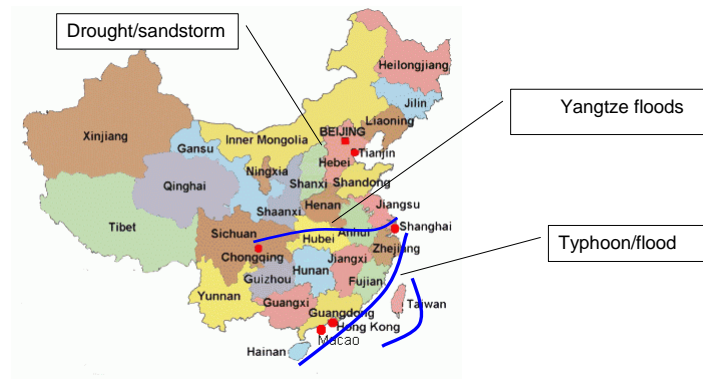 Drought/sandstorm
Heilongjiang
Jilin
Yangtze floods
Liaoning
Xinjiang
Inner Mongolia
BEIJING
Gansu
Tianjin
Hebei
Ningxia
Shanxi
Shandong
Qinghai
Shaanxi
Henan
Jiangsu
Tibet
Sichuan
Anhui
Shanghai
Hubei
Typhoon/flood
Chongqing
Zhejiang
Hunan
Jiangxi
Guizhou
Fujian
Yunnan
Guangxi
Guangdong
Taiwan
Hong Kong
Macao
Hainan